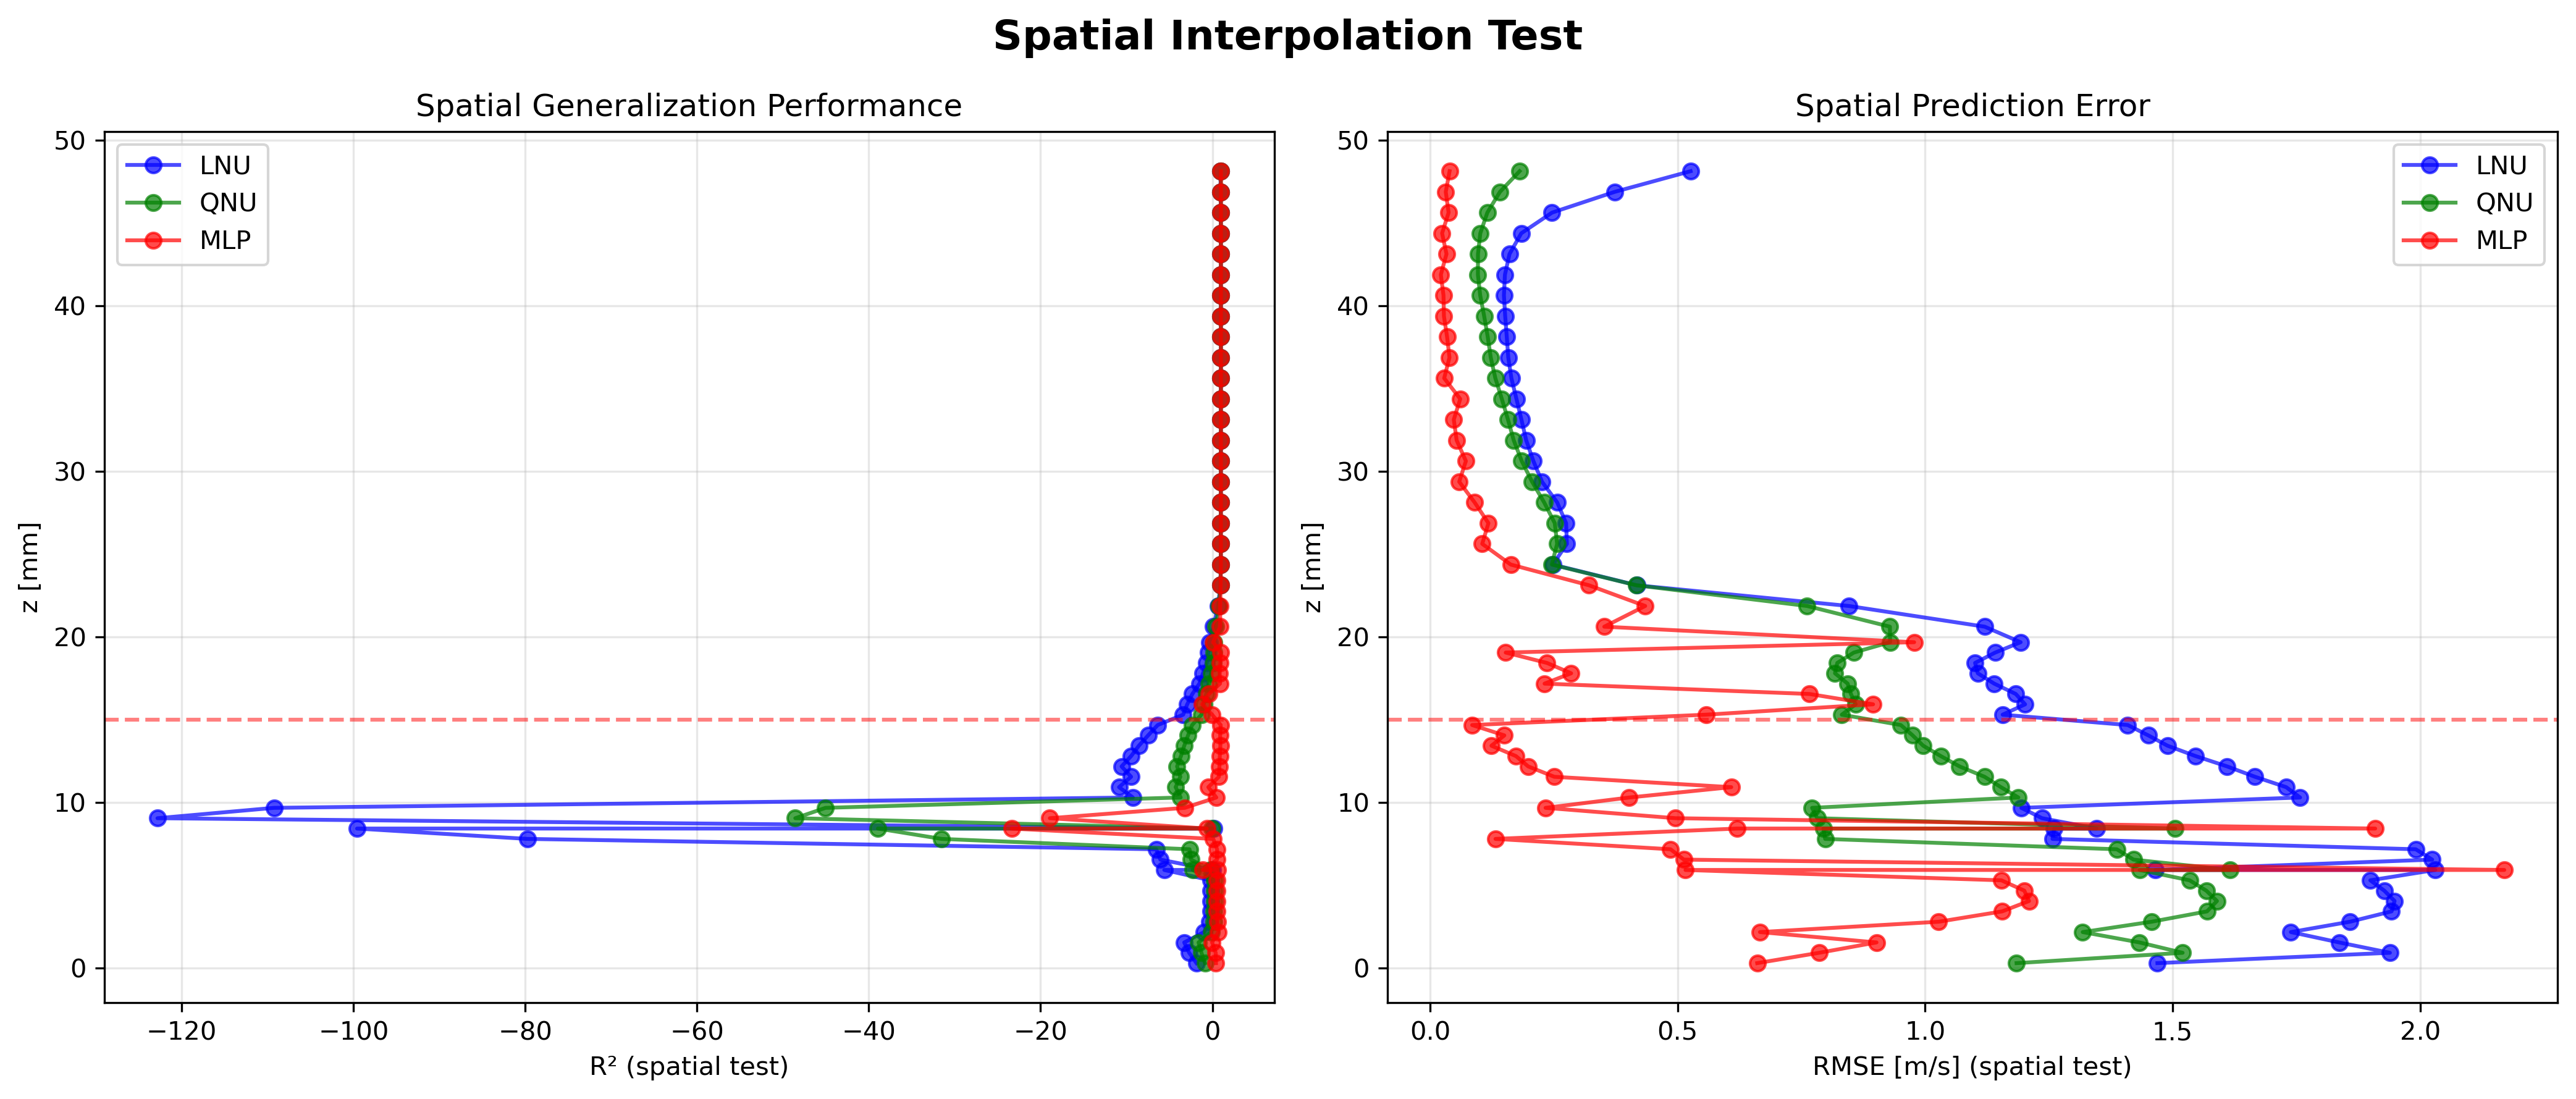 Spatial Interpolation Test
Spatial Generalization Performance
50
40
30
20
10
0
z [mm]
LNU
QNU
MLP
−120
−100
−80
−60
−40
−20
0
R² (spatial test)
Spatial Prediction Error
50
40
30
20
10
0
z [mm]
LNU
QNU
MLP
0.0
0.5
1.0
1.5
2.0
RMSE [m/s] (spatial test)